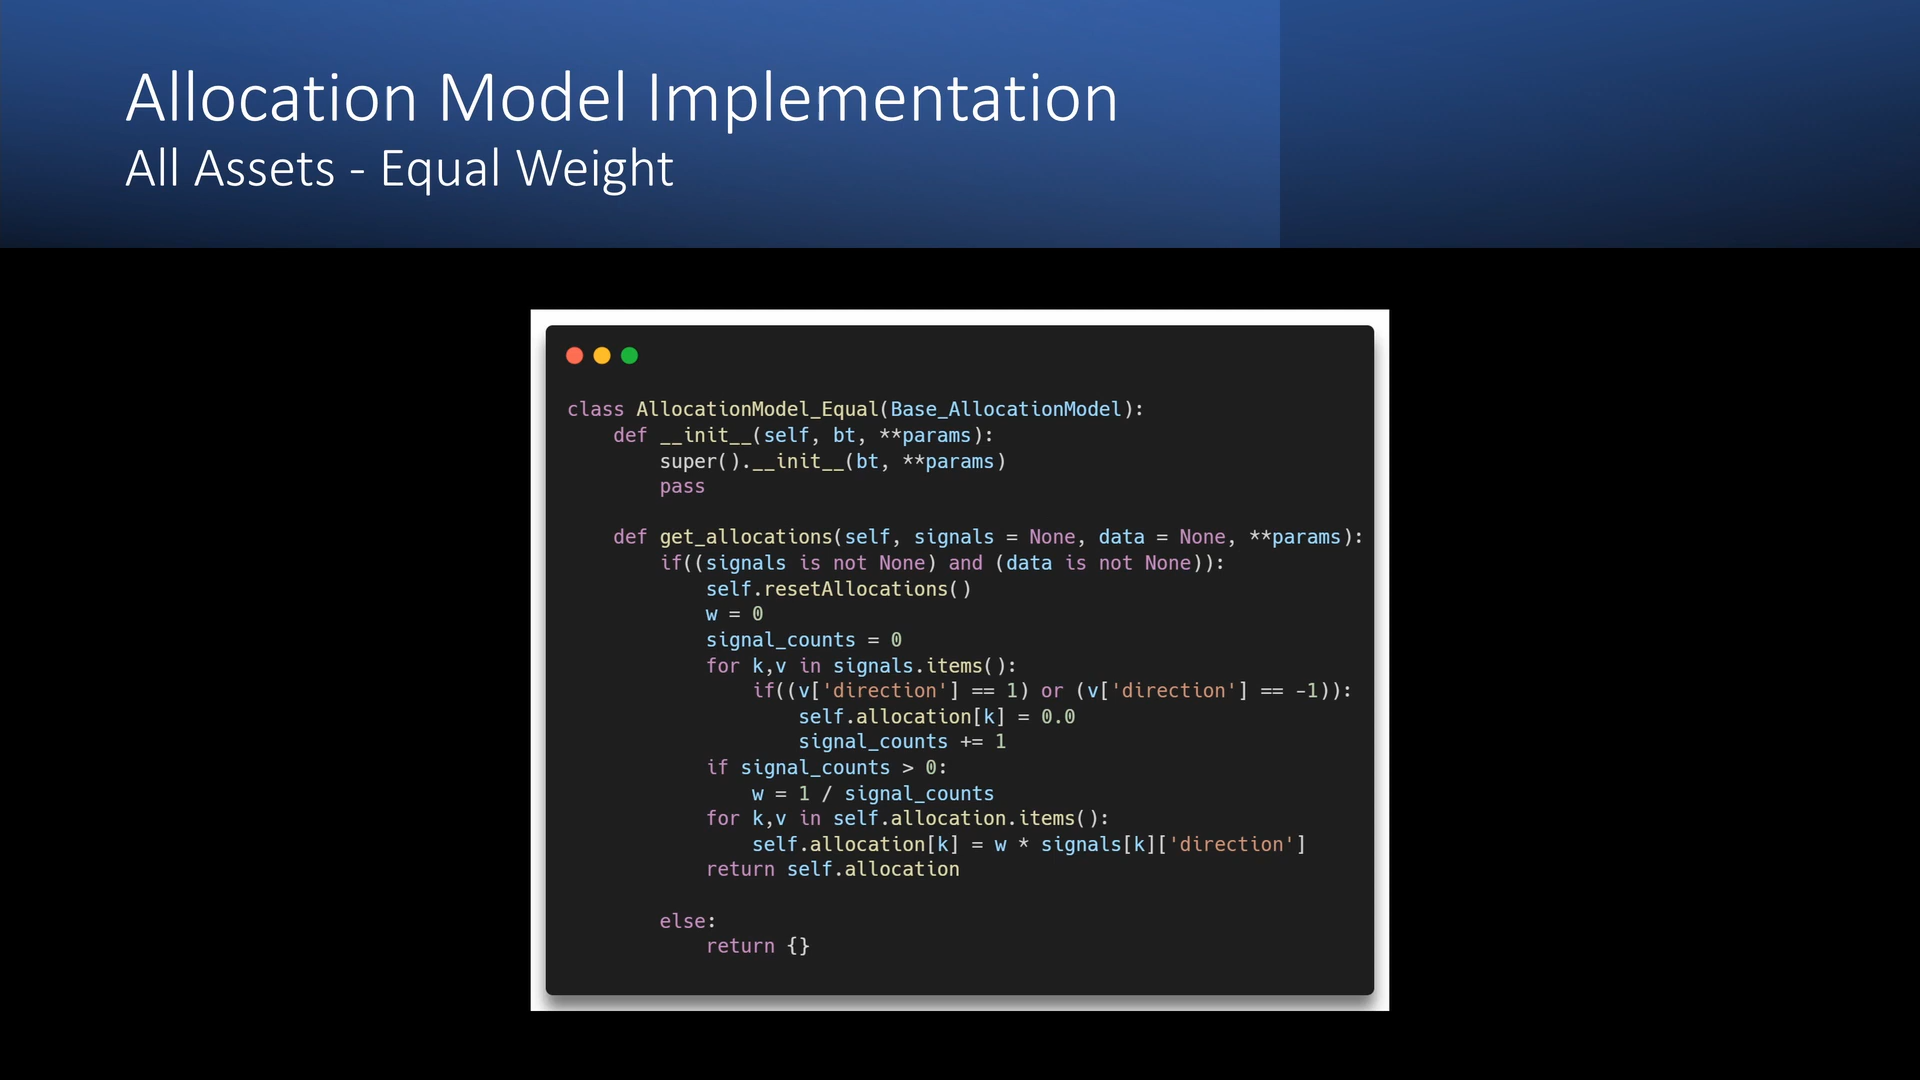 Allocation Model Implementation
All Assets - Equal Weight
class AllocationModel_Equal(Base_AllocationModel):
    def __init__(self, bt, **params):
        super().__init__(bt, **params)
        pass

    def get_allocations(self, signals = None, data = None, **params):
        if((signals is not None) and (data is not None)):
            self.resetAllocations()
            w = 0
            signal_counts = 0
            for k,v in signals.items():
                if((v['direction'] == 1) or (v['direction'] == -1)):
                    self.allocation[k] = 0.0
                    signal_counts += 1
            if signal_counts > 0:
                w = 1 / signal_counts
            for k,v in self.allocation.items():
                self.allocation[k] = w * signals[k]['direction']
            return self.allocation

        else:
            return {}